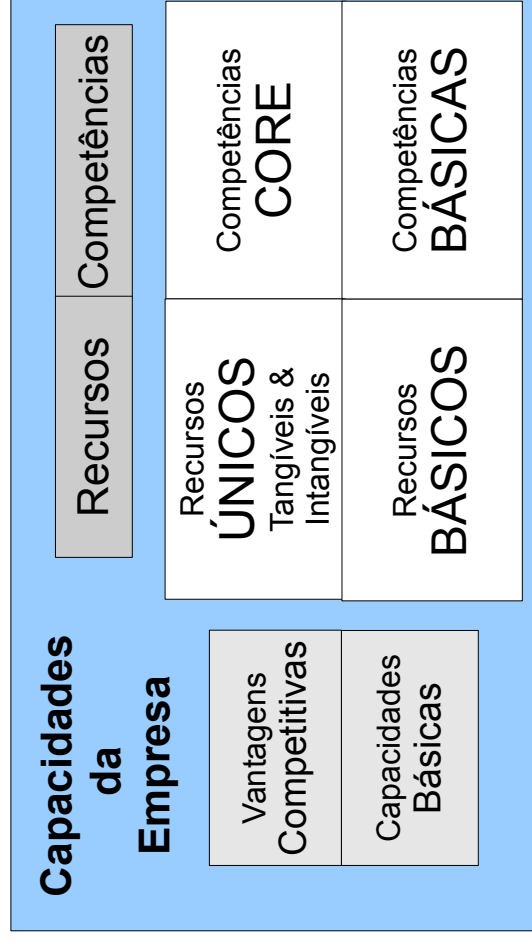 Capacidades
da
Empresa
Recursos
Competências
Vantagens
Competitivas
Recursos
ÚNICOS
Tangíveis &
Intangíveis
Competências
CORE
Capacidades
Básicas
Recursos
BÁSICOS
Competências
BÁSICAS